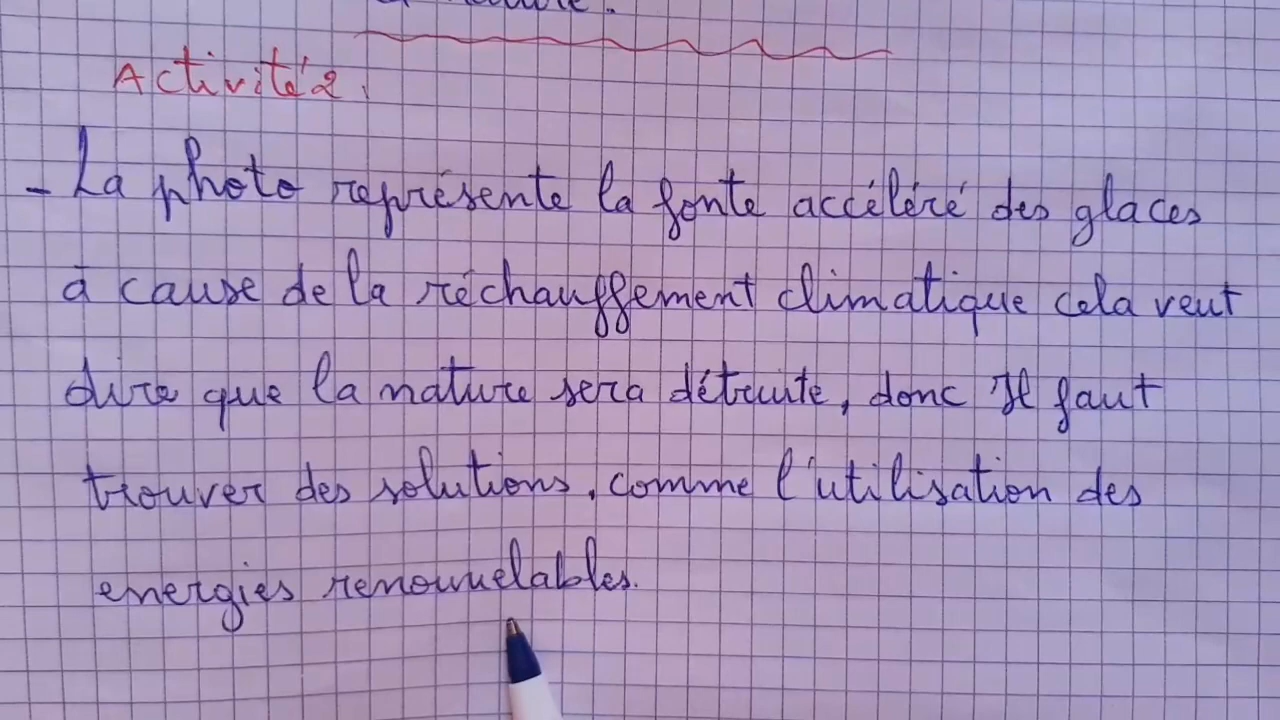 nature.
Activité 2.
- La photo représente la fonte accéléré des glaces
à cause de la réchauffement climatique cela veut
dire que la nature sera détruite, donc Il faut
trouver des solutions, comme l'utilisation des
energies renouvelables.